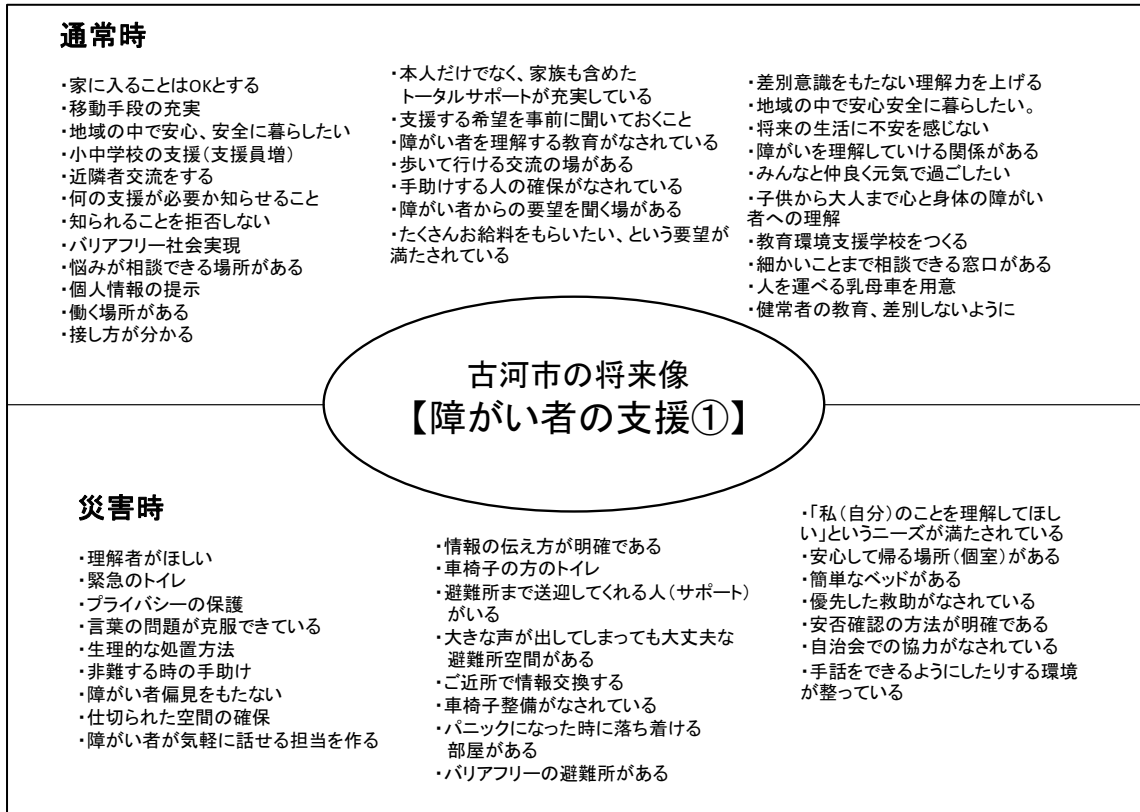 通常時
・家に入ることはOKとする
・移動手段の充実
・地域の中で安心、安全に暮らしたい
・小中学校の支援(支援員増)
・近隣者交流をする
・何の支援が必要か知らせること
・知られることを拒否しない
・バリアフリー社会実現
・悩みが相談できる場所がある
・個人情報の提示
・働く場所がある
・接し方が分かる
・本人だけでなく、家族も含めた
トータルサポートが充実している
・支援する希望を事前に聞いておくこと
・障がい者を理解する教育がなされている
・歩いて行ける交流の場がある
・手助けする人の確保がなされている
・障がい者からの要望を聞く場がある
・たくさんお給料をもらいたい、という要望が
満たされている
・差別意識をもたない理解力を上げる
・地域の中で安心安全に暮らしたい。
・将来の生活に不安を感じない
・障がいを理解していける関係がある
・みんなと仲良く元気で過ごしたい
・子供から大人まで心と身体の障がい
者への理解
・教育環境支援学校をつくる
・細かいことまで相談できる窓口がある
・人を運べる乳母車を用意
・健常者の教育、差別しないように
古河市の将来像
【障がい者の支援①】
災害時
・理解者がほしい
・緊急のトイレ
・プライバシーの保護
・言葉の問題が克服できている
・生理的な処置方法
・非難する時の手助け
・障がい者偏見をもたない
・仕切られた空間の確保
・障がい者が気軽に話せる担当を作る
・情報の伝え方が明確である
・車椅子の方のトイレ
・避難所まで送迎してくれる人(サポート)
がいる
・大きな声が出してしまっても大丈夫な
避難所空間がある
・ご近所で情報交換する
・車椅子整備がなされている
・パニックになった時に落ち着ける
部屋がある
・バリアフリーの避難所がある
・「私(自分)のことを理解してほし
い」というニーズが満たされている
・安心して帰る場所(個室)がある
・簡単なベッドがある
・優先した救助がなされている
・安否確認の方法が明確である
・自治会での協力がなされている
・手話をできるようにしたりする環境
が整っている